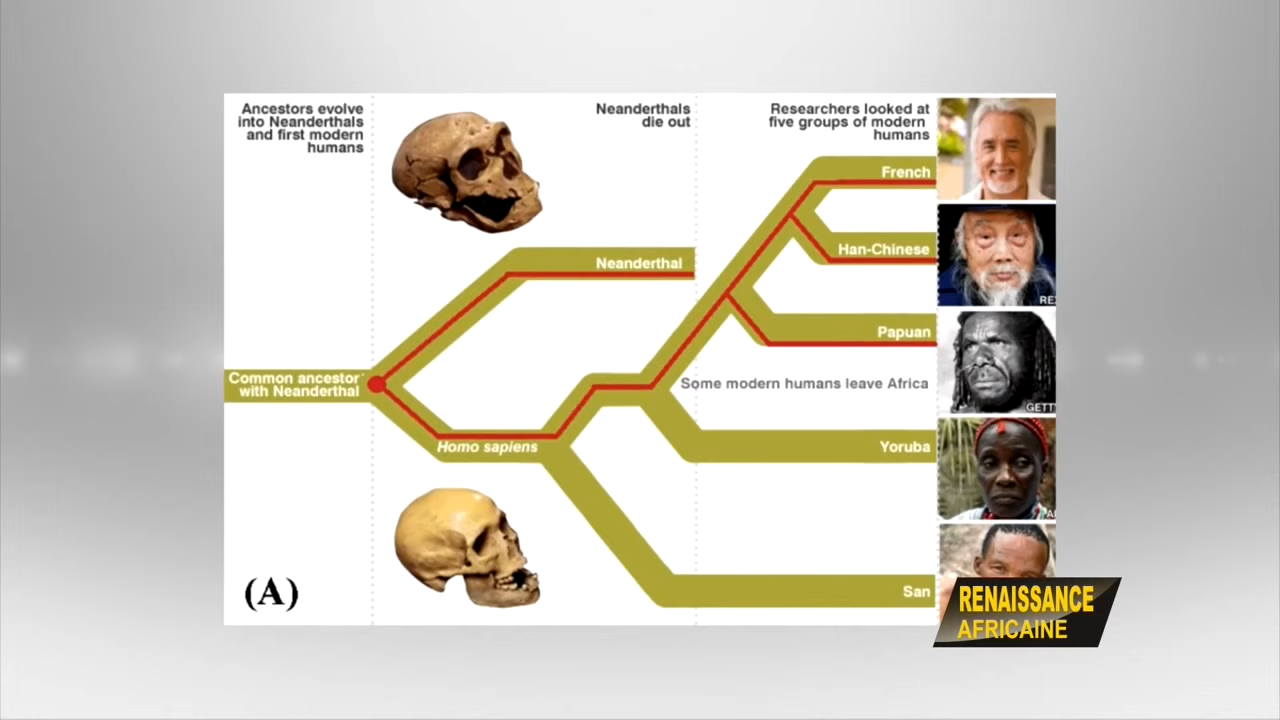 Ancestors evolve
into Neanderthals
and first modern
humans
Neanderthals
die out
Researchers looked at
five groups of modern
humans
French
Han-Chinese
Neanderthal
Papuan
Common ancestor
with Neanderthal
Some modern humans leave Africa
Homo sapiens
Yoruba
San
(A)
RENAISSANCE
AFRICAINE